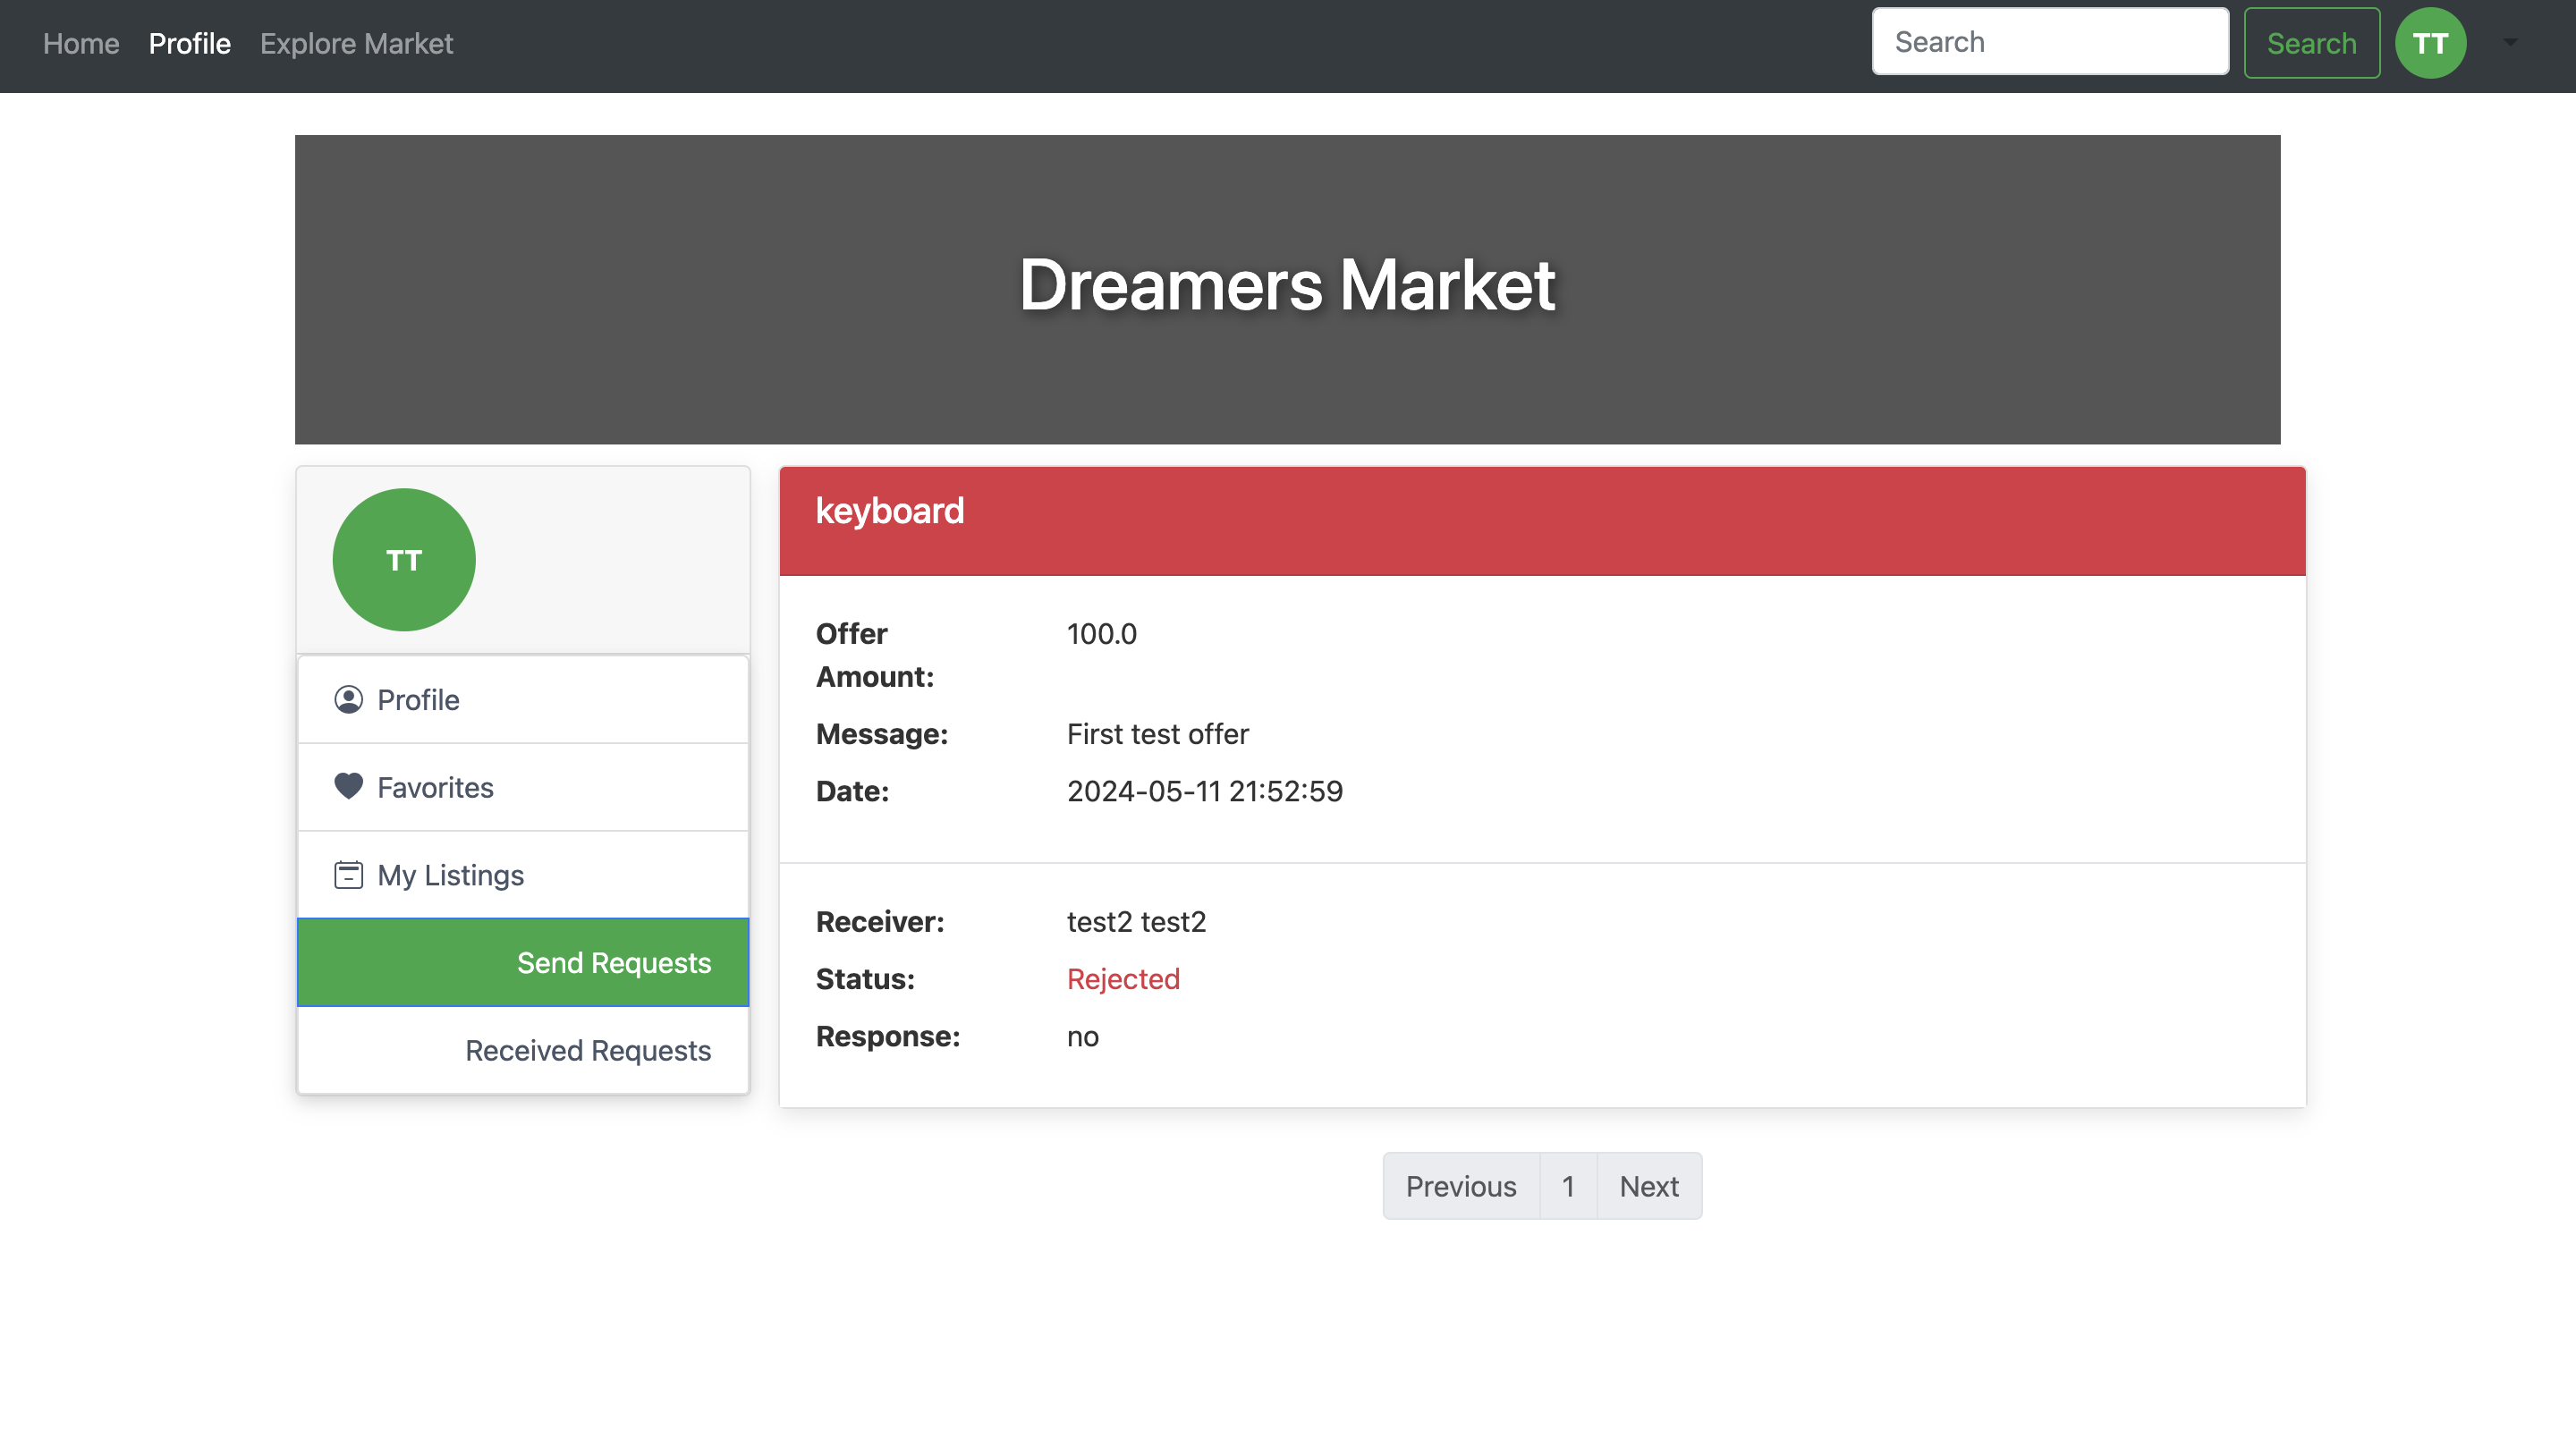 Home Profile Explore Market Search Search TT
Dreamers Market
TT
Profile
Favorites
My Listings
Send Requests
Received Requests
keyboard
Offer Amount: 100.0
Message: First test offer
Date: 2024-05-11 21:52:59
Receiver: test2 test2
Status: Rejected
Response: no
Previous 1 Next